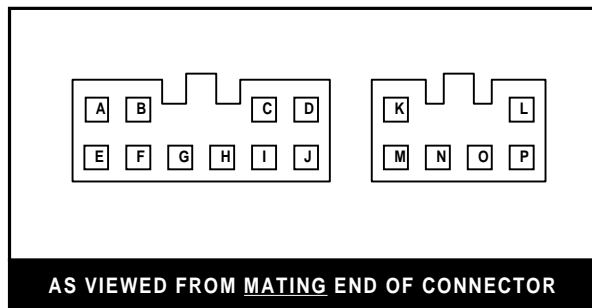 A B C D K L
E F G H I J M N O P
AS VIEWED FROM MATING END OF CONNECTOR